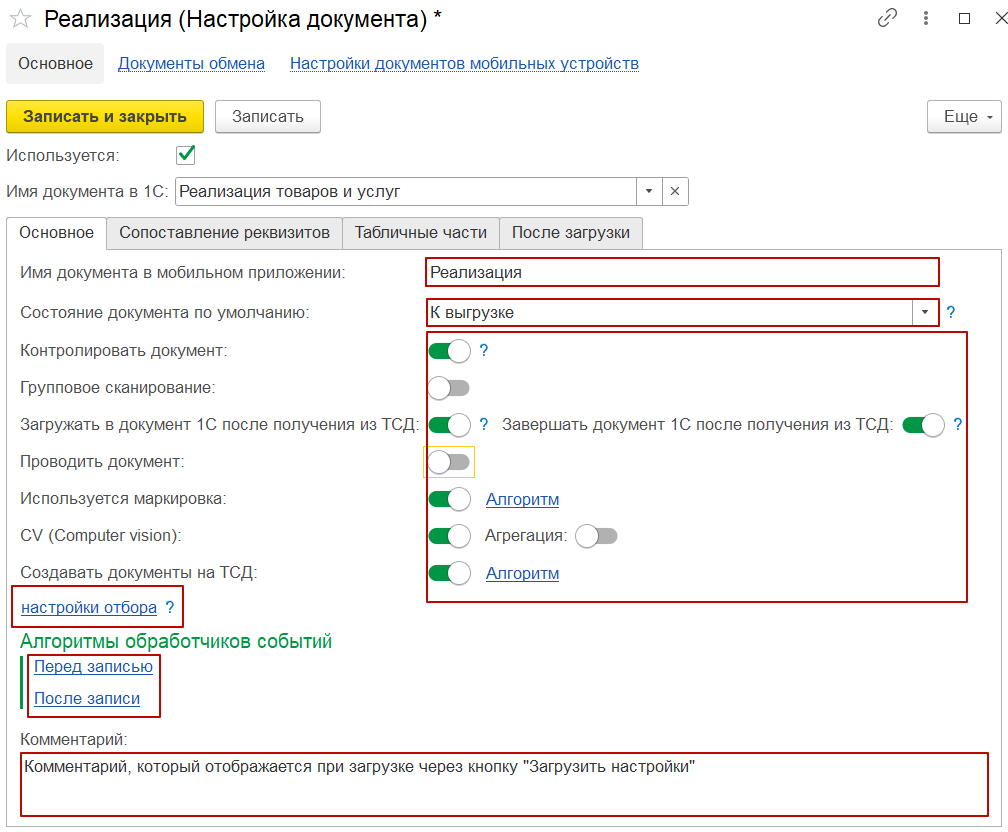 Реализация (Настройка документа) *
Основное Документы обмена Настройки документов мобильных устройств
Записать и закрыть Записать Еще
Используется:
Имя документа в 1С: Реализация товаров и услуг
Основное Сопоставление реквизитов Табличные части После загрузки
Имя документа в мобильном приложении: Реализация
Состояние документа по умолчанию: К выгрузке ?
Контролировать документ: ?
Групповое сканирование:
Загружать в документ 1С после получения из ТСД: ? Завершать документ 1С после получения из ТСД: ?
Проводить документ:
Используется маркировка: Алгоритм
CV (Computer vision): Агрегация:
Создавать документы на ТСД: Алгоритм
настройки отбора ?
Алгоритмы обработчиков событий
Перед записью
После записи
Комментарий:
Комментарий, который отображается при загрузке через кнопку "Загрузить настройки"